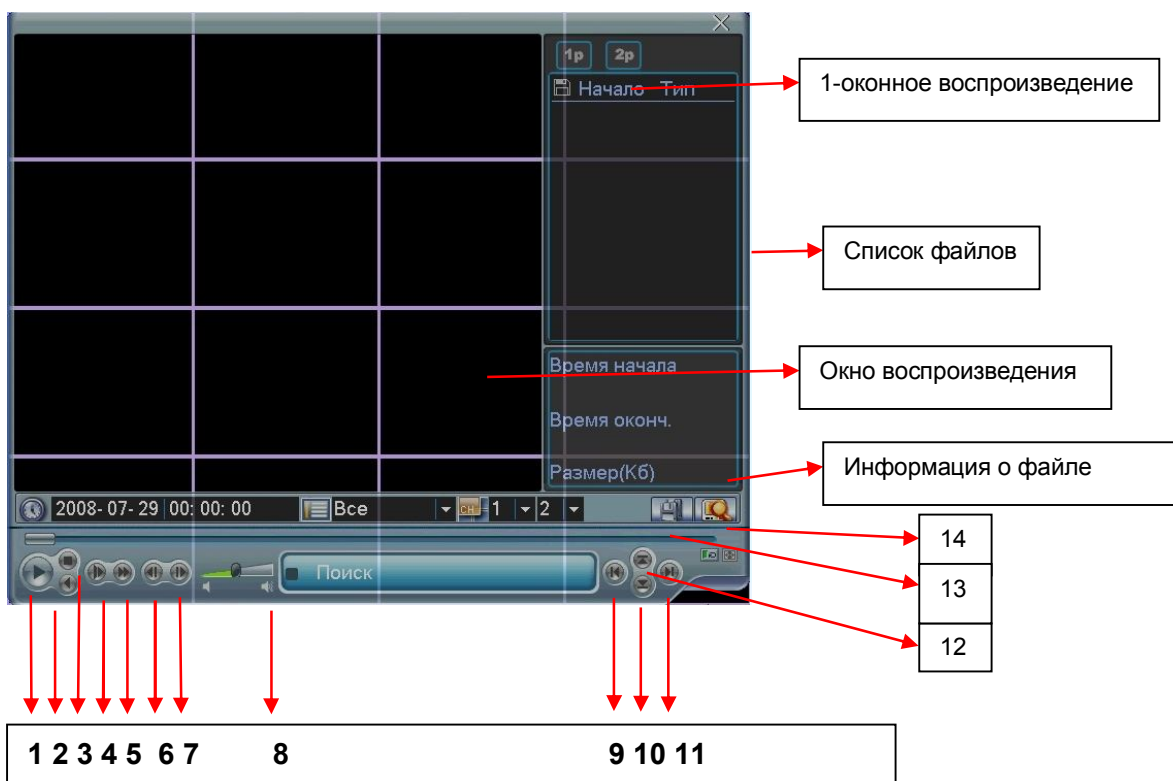 1p 2p
Начало Тип
1-оконное воспроизведение
Список файлов
Время начала
Окно воспроизведения
Время оконч.
Размер(Кб)
Информация о файле
2008- 07- 29 00: 00: 00 Все CH 1 2
14
Поиск
13
12
1 2 3 4 5 6 7 8 9 10 11